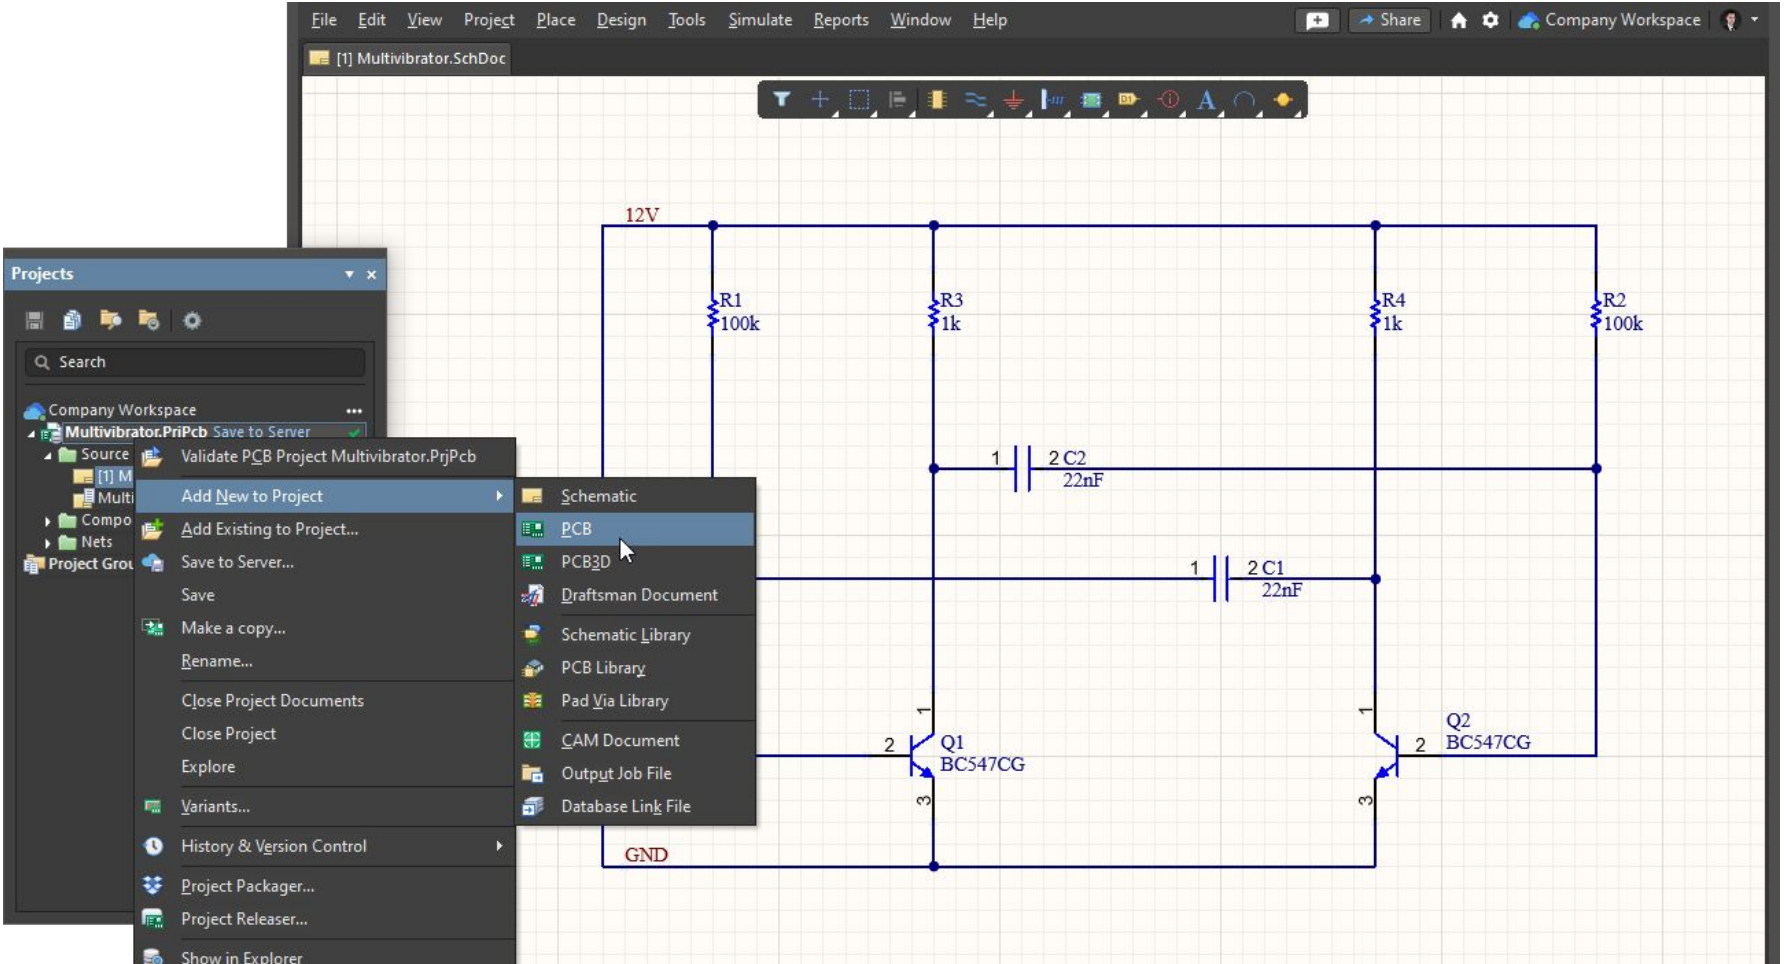 File Edit View Project Place Design Tools Simulate Reports Window Help Share Company Workspace
[1] Multivibrator.SchDoc
D1
A
Projects
Search
Company Workspace
Multivibrator.PrjPcb Save to Server
Source
[1] M
Multi
Compo
Nets
Project Grou
Validate PCB Project Multivibrator.PrjPcb
Add New to Project
Add Existing to Project...
Save to Server...
Save
Make a copy...
Rename...
Close Project Documents
Close Project
Explore
Variants...
History & Version Control
Project Packager...
Project Releaser...
Show in Explorer
Schematic
PCB
PCB3D
Draftsman Document
Schematic Library
PCB Library
Pad Via Library
CAM Document
Output Job File
Database Link File
12V
R1
100k
R3
1k
R4
1k
R2
100k
1 2 C2
22nF
1 2 C1
22nF
1
2
3
Q1
BC547CG
1
2
3
Q2
BC547CG
GND